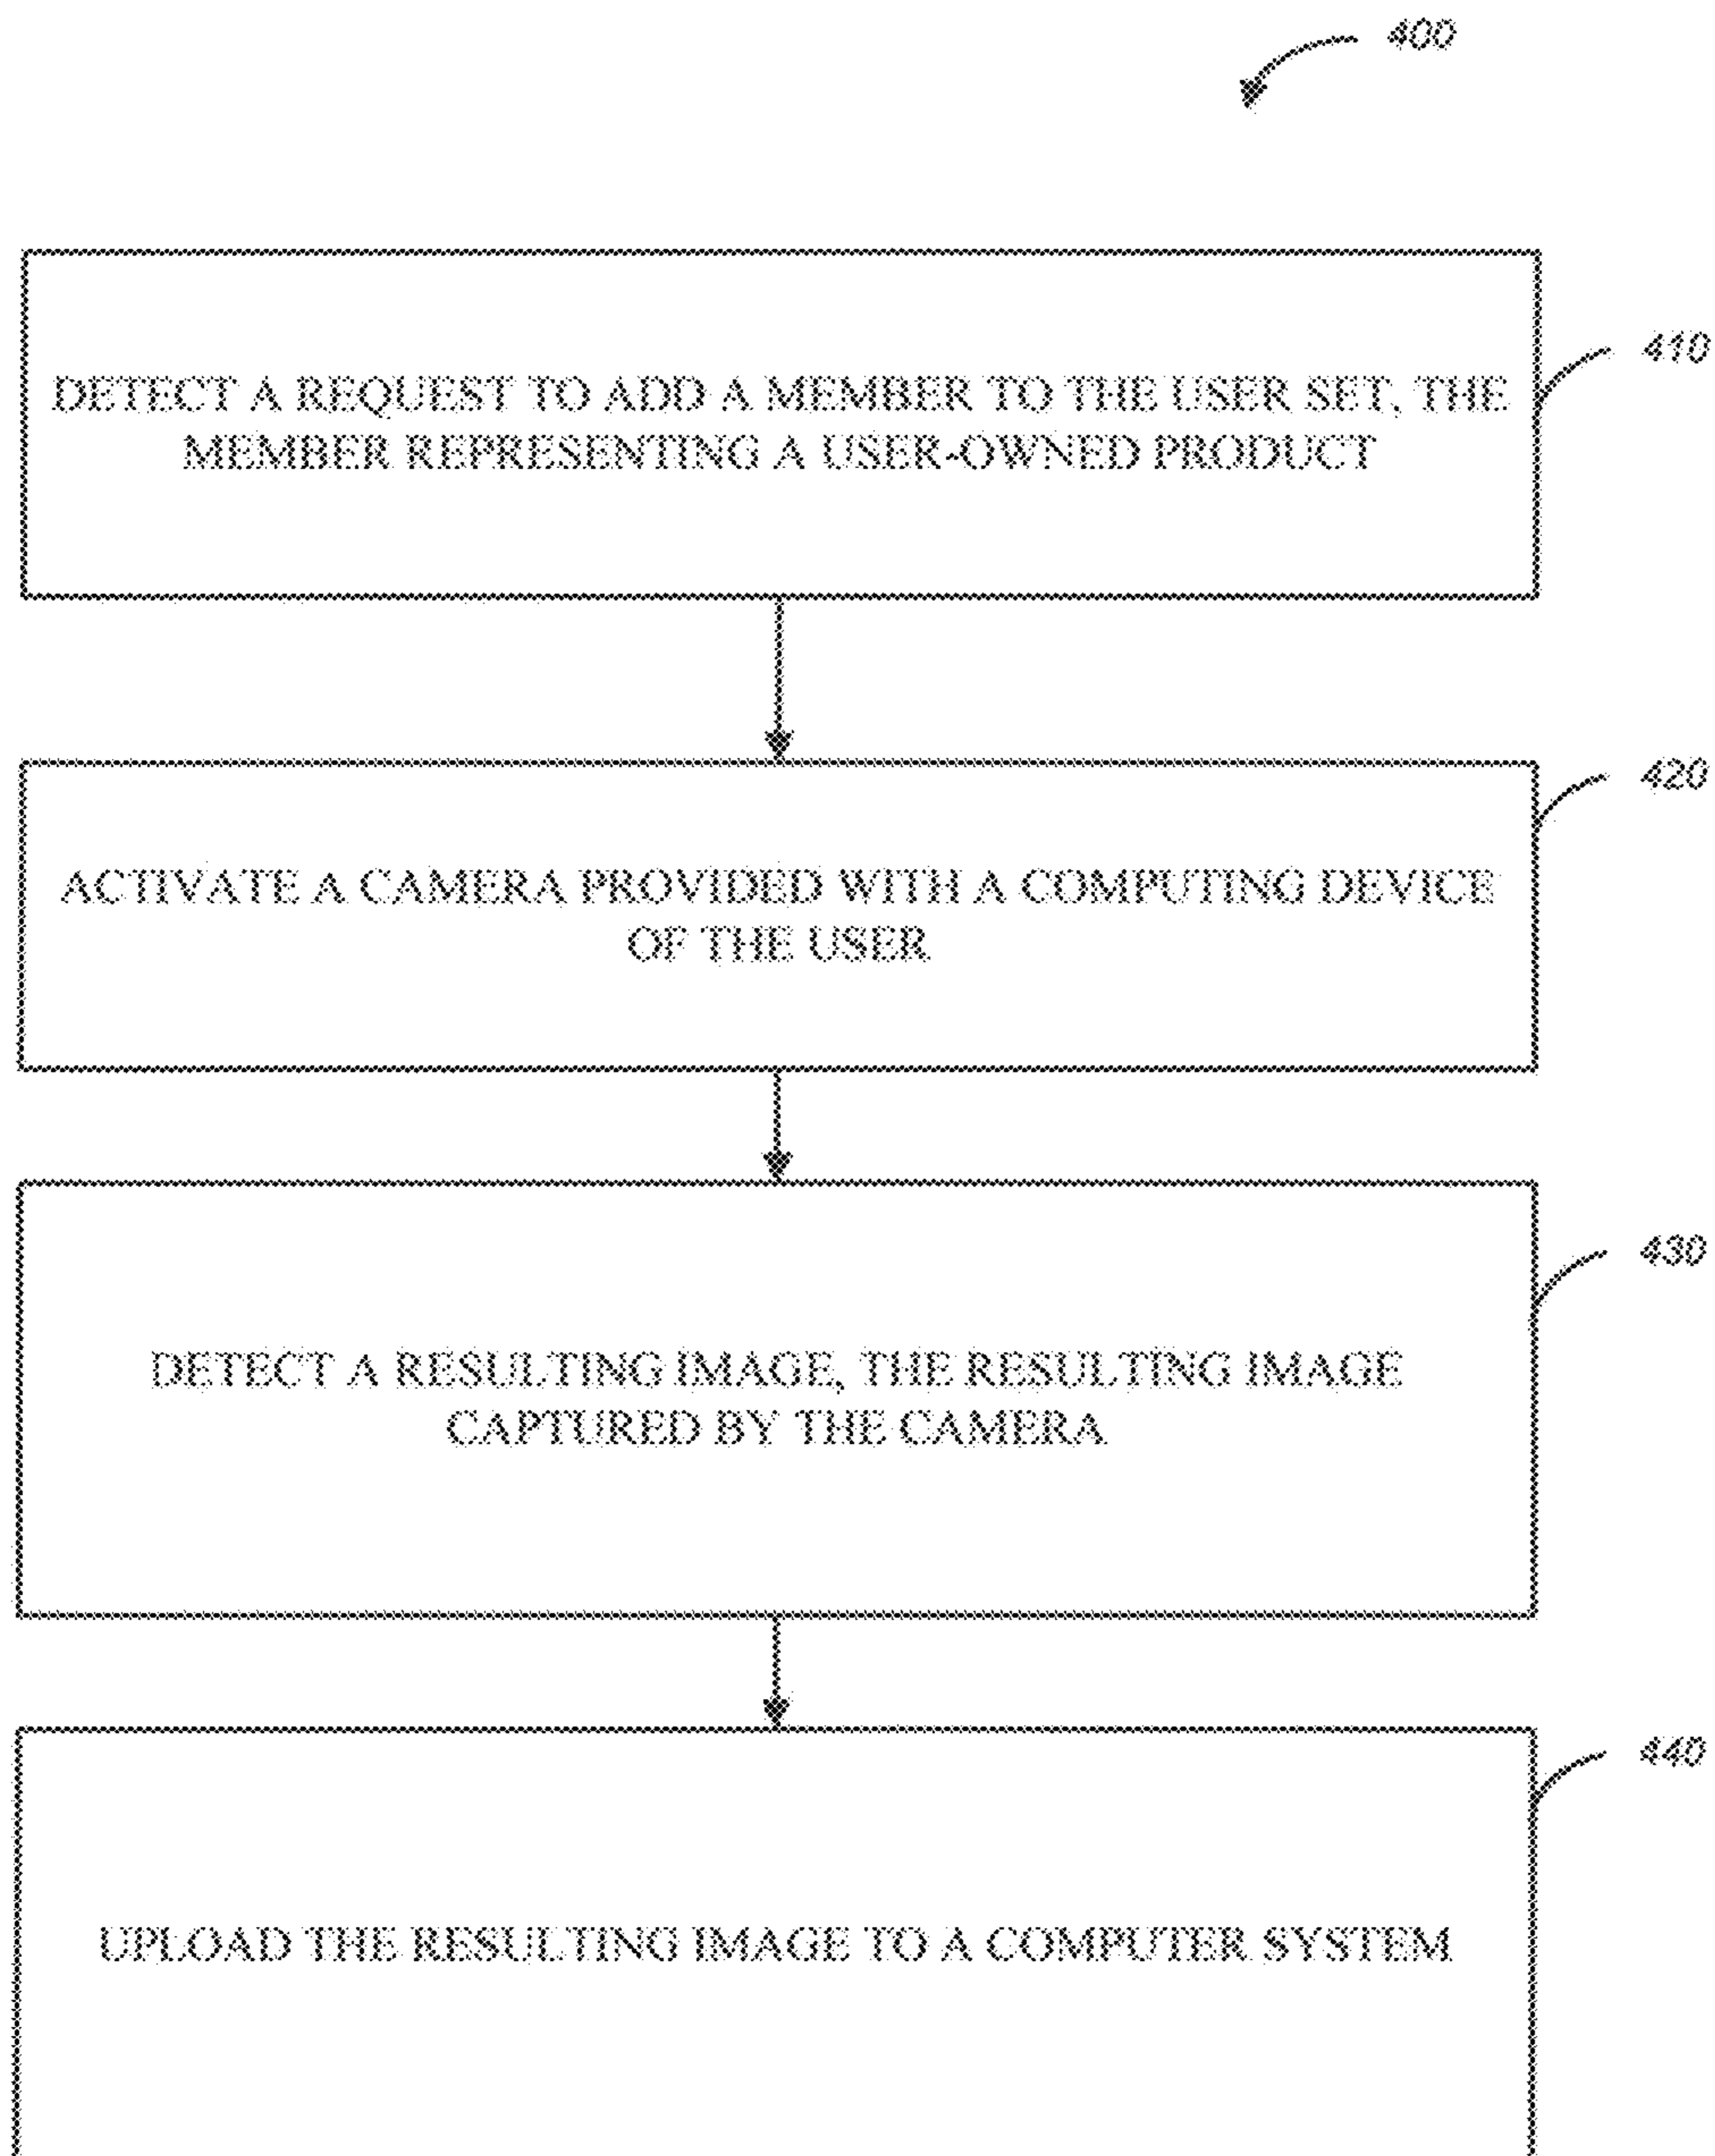 400
410
DETECT A REQUEST TO ADD A MEMBER TO THE USER SET, THE
MEMBER REPRESENTING A USER-OWNED PRODUCT
420
ACTIVATE A CAMERA PROVIDED WITH A COMPUTING DEVICE
OF THE USER
430
DETECT A RESULTING IMAGE, THE RESULTING IMAGE
CAPTURED BY THE CAMERA
440
UPLOAD THE RESULTING IMAGE TO A COMPUTER SYSTEM